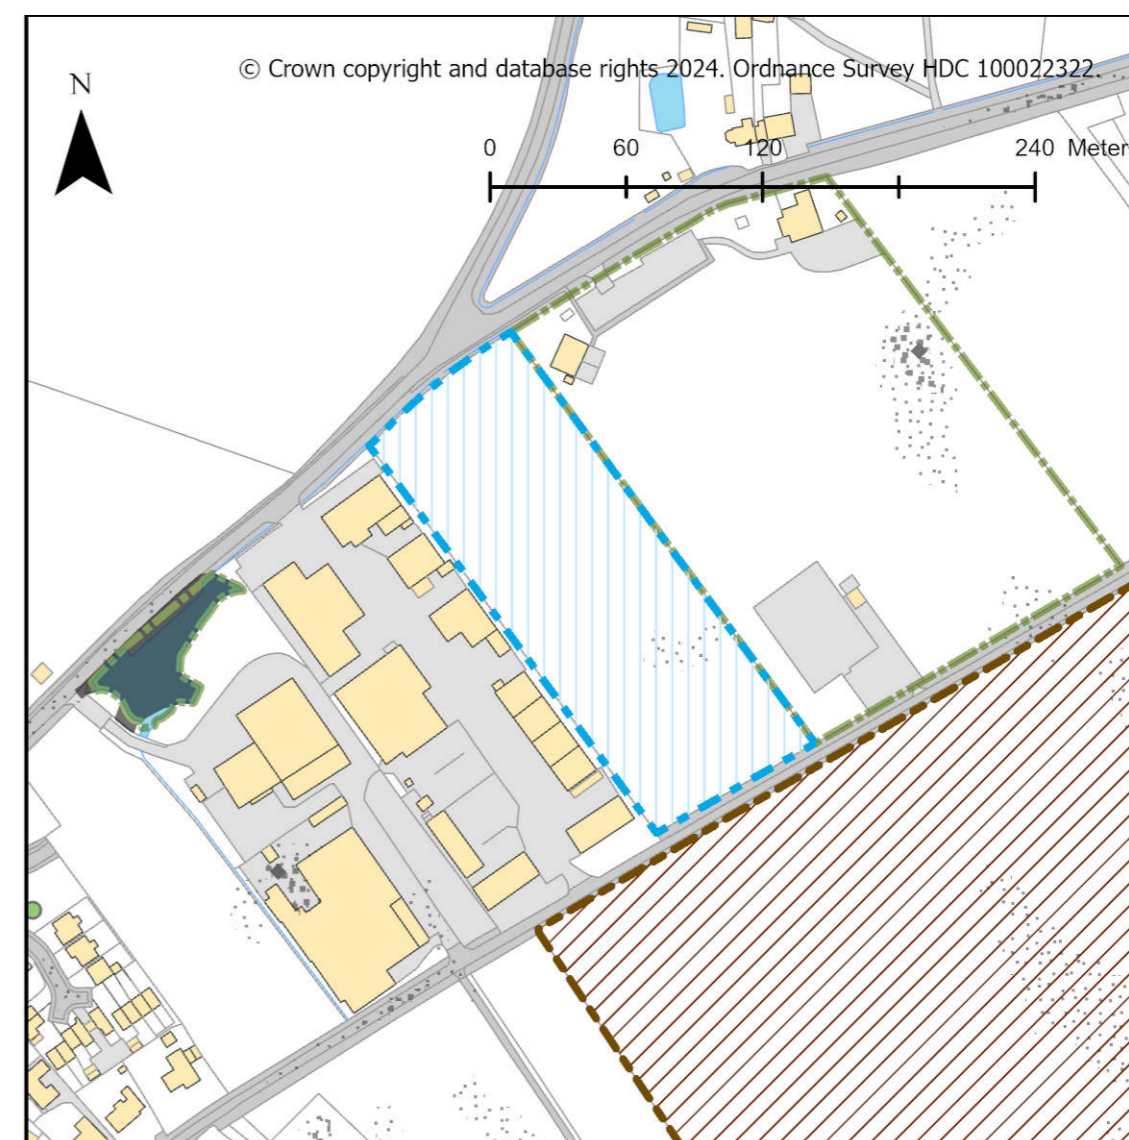 © Crown copyright and database rights 2024. Ordnance Survey HDC 100022322.
N
0 60 120 240 Meter